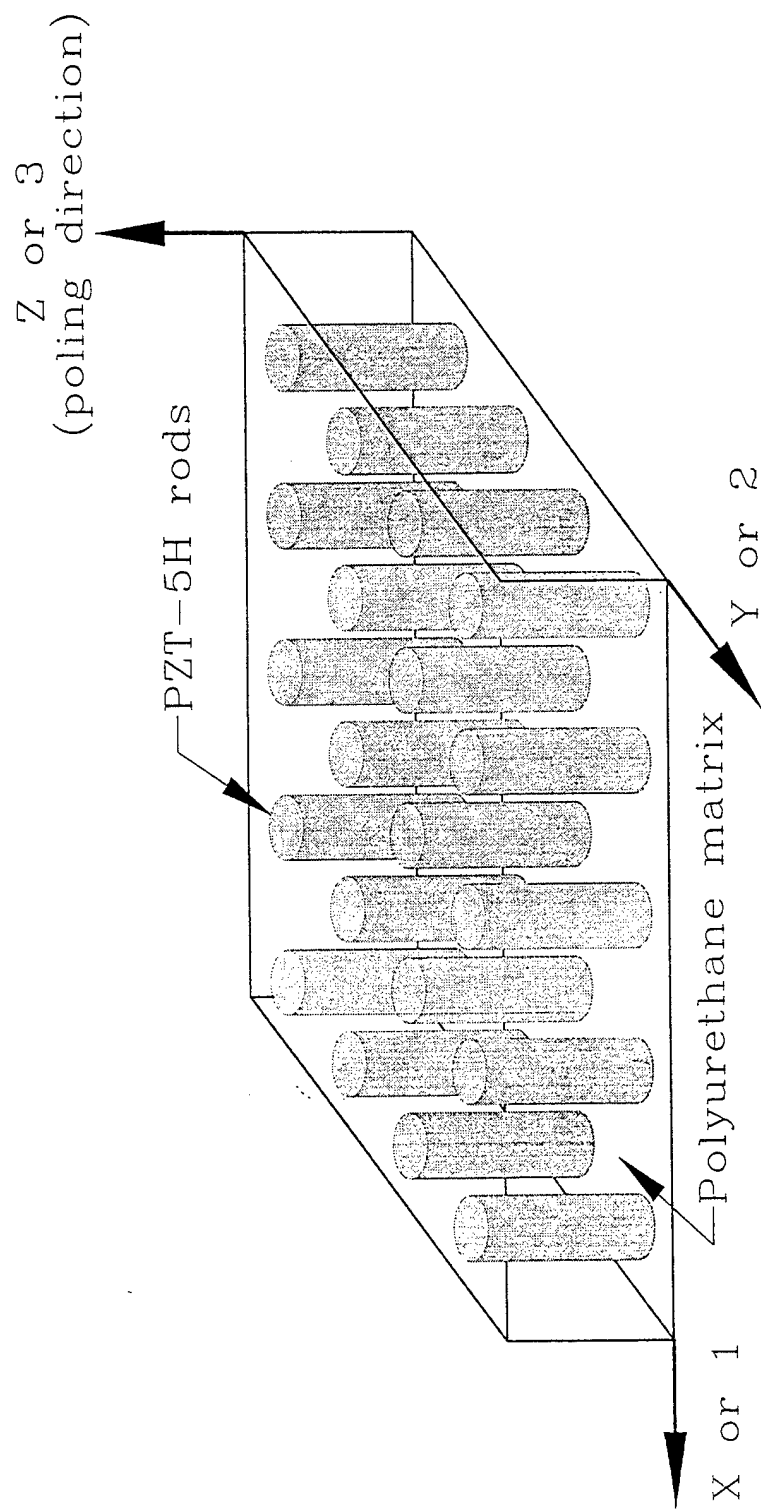 Z or 3
(poling direction)
PZT-5H rods
Y or 2
Polyurethane matrix
X or 1